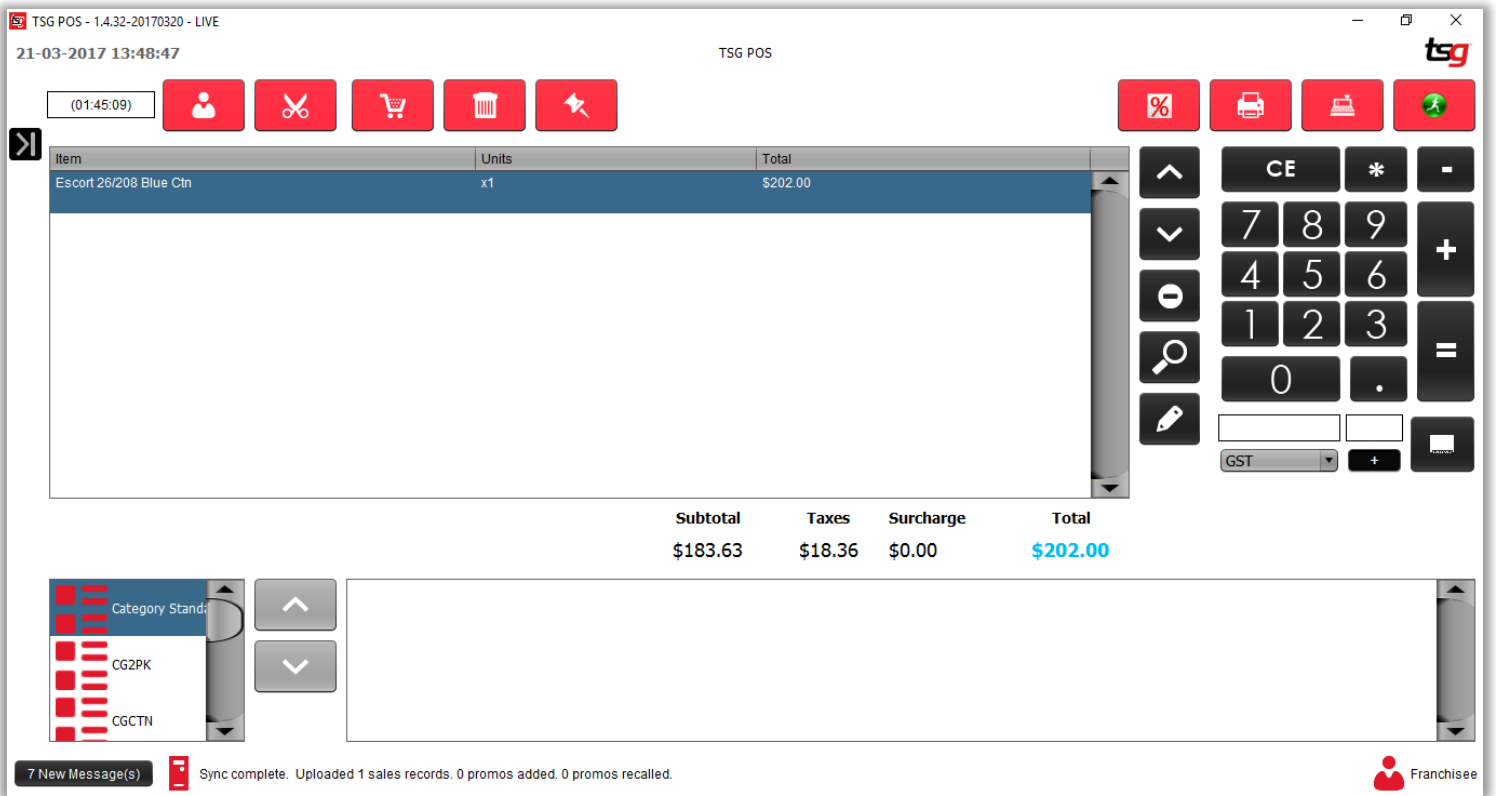 TSG POS - 1.4.32-20170320 - LIVE
21-03-2017 13:48:47
TSG POS
tsg
(01:45:09)
%
Item Units Total
Escort 26/208 Blue Ctn x1 $202.00
CE * -
7 8 9 +
4 5 6
1 2 3 =
0 .
GST +
Subtotal Taxes Surcharge Total
$183.63 $18.36 $0.00 $202.00
Category Standa
CG2PK
CGCTN
7 New Message(s) Sync complete. Uploaded 1 sales records. 0 promos added. 0 promos recalled. Franchisee